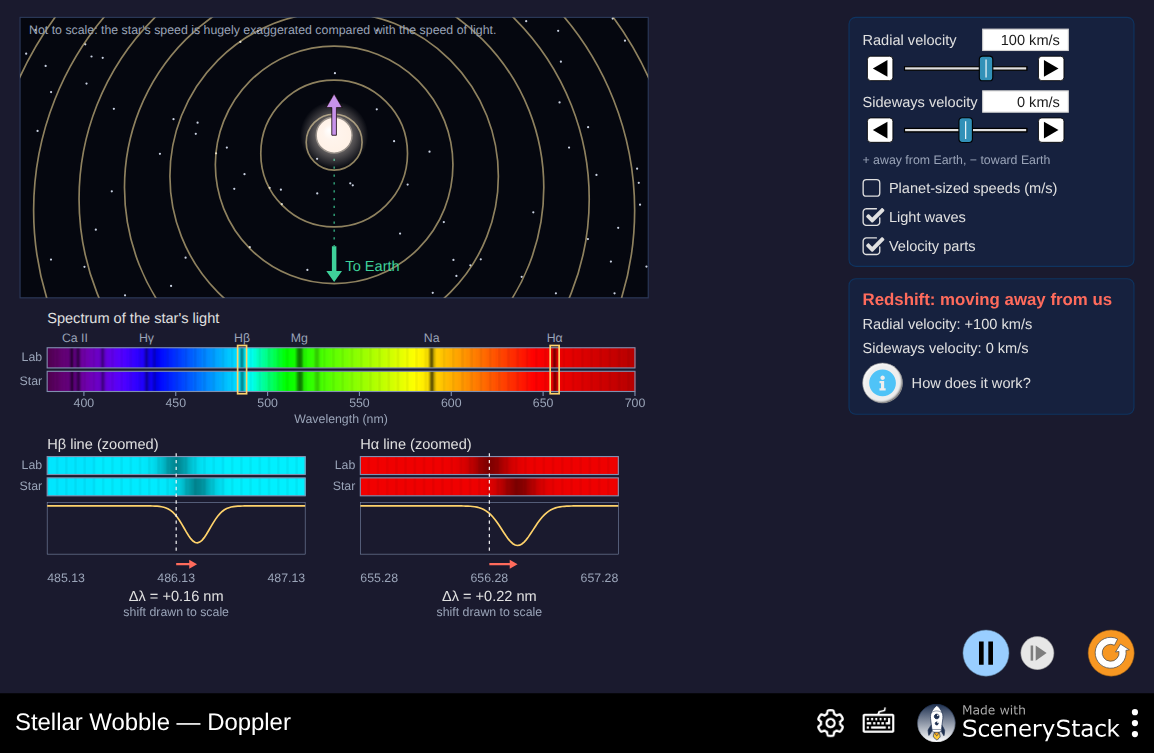 Not to scale: the star's speed is hugely exaggerated compared with the speed of light.
To Earth
Spectrum of the star's light
Ca II Hγ Hβ Mg Na Hα
Lab
Star
400 450 500 550 600 650 700
Wavelength (nm)
Hβ line (zoomed)
Lab
Star
485.13 486.13 487.13
Δλ = +0.16 nm
shift drawn to scale
Hα line (zoomed)
Lab
Star
655.28 656.28 657.28
Δλ = +0.22 nm
shift drawn to scale
Radial velocity 100 km/s
Sideways velocity 0 km/s
+ away from Earth, − toward Earth
Planet-sized speeds (m/s)
Light waves
Velocity parts
Redshift: moving away from us
Radial velocity: +100 km/s
Sideways velocity: 0 km/s
How does it work?
Stellar Wobble — Doppler
Made with
SceneryStack